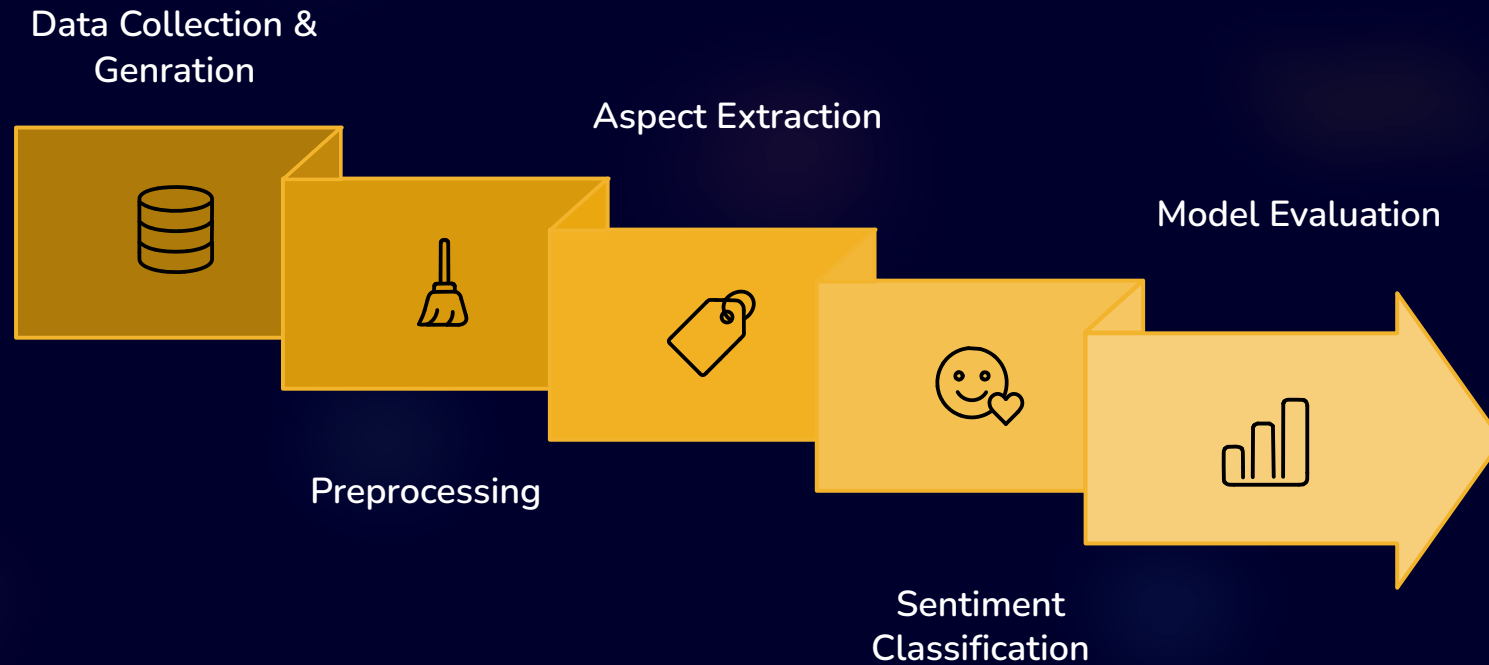 Data Collection &
Genration
Aspect Extraction
Model Evaluation
Preprocessing
Sentiment
Classification